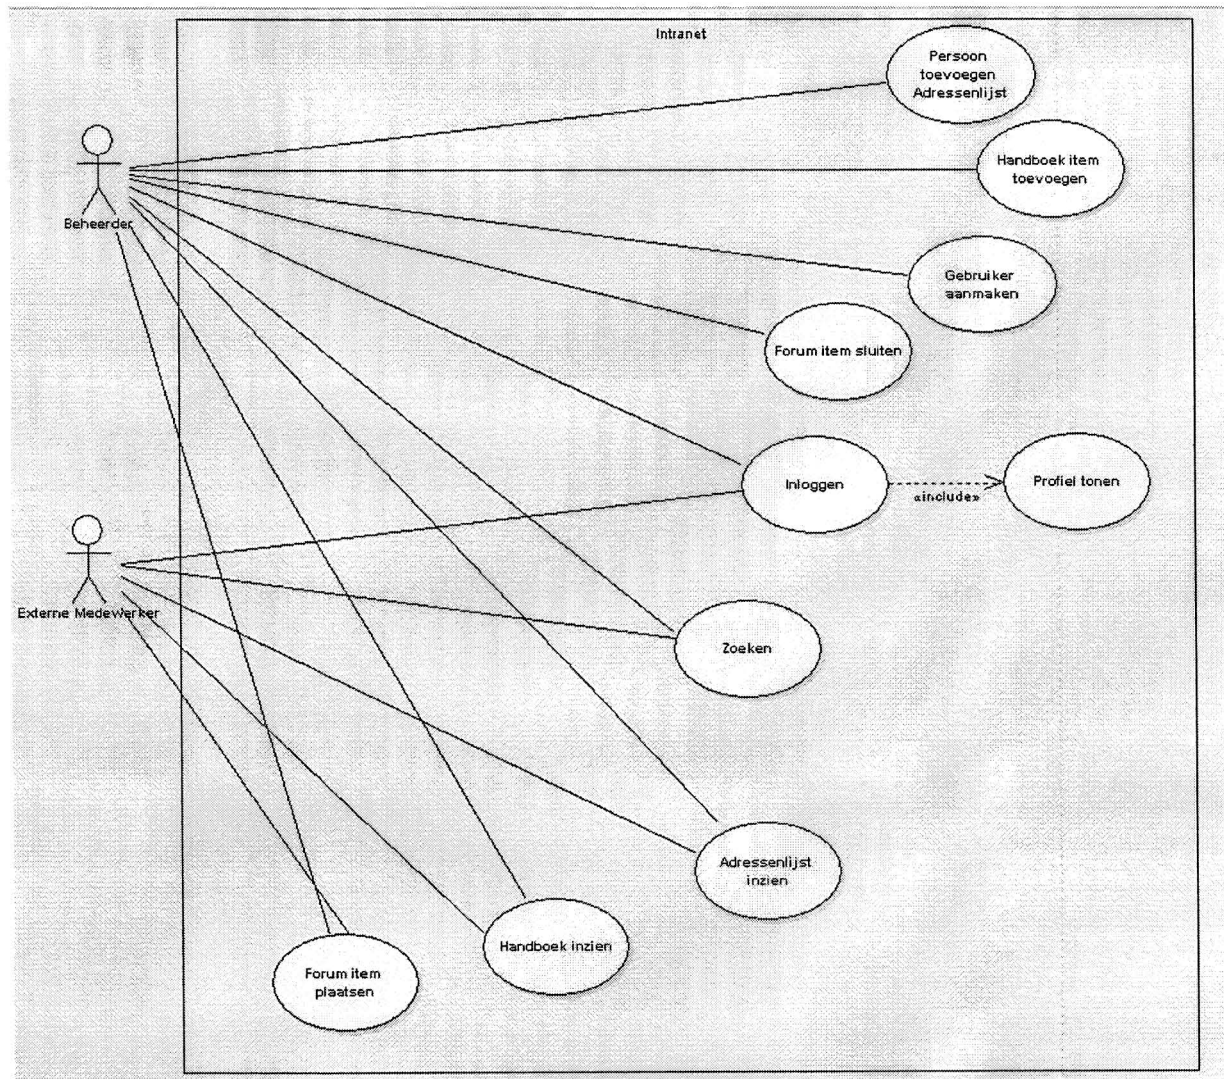 Intranet
Persoon
toevoegen
Adressenlijst
Handboek item
toevoegen
Beheerder
Gebruiker
aanmaken
Forum item sluiten
Inloggen
«include»
Profiel tonen
Externe Medewerker
Zoeken
Adressenlijst
inzien
Handboek inzien
Forum item
plaatsen